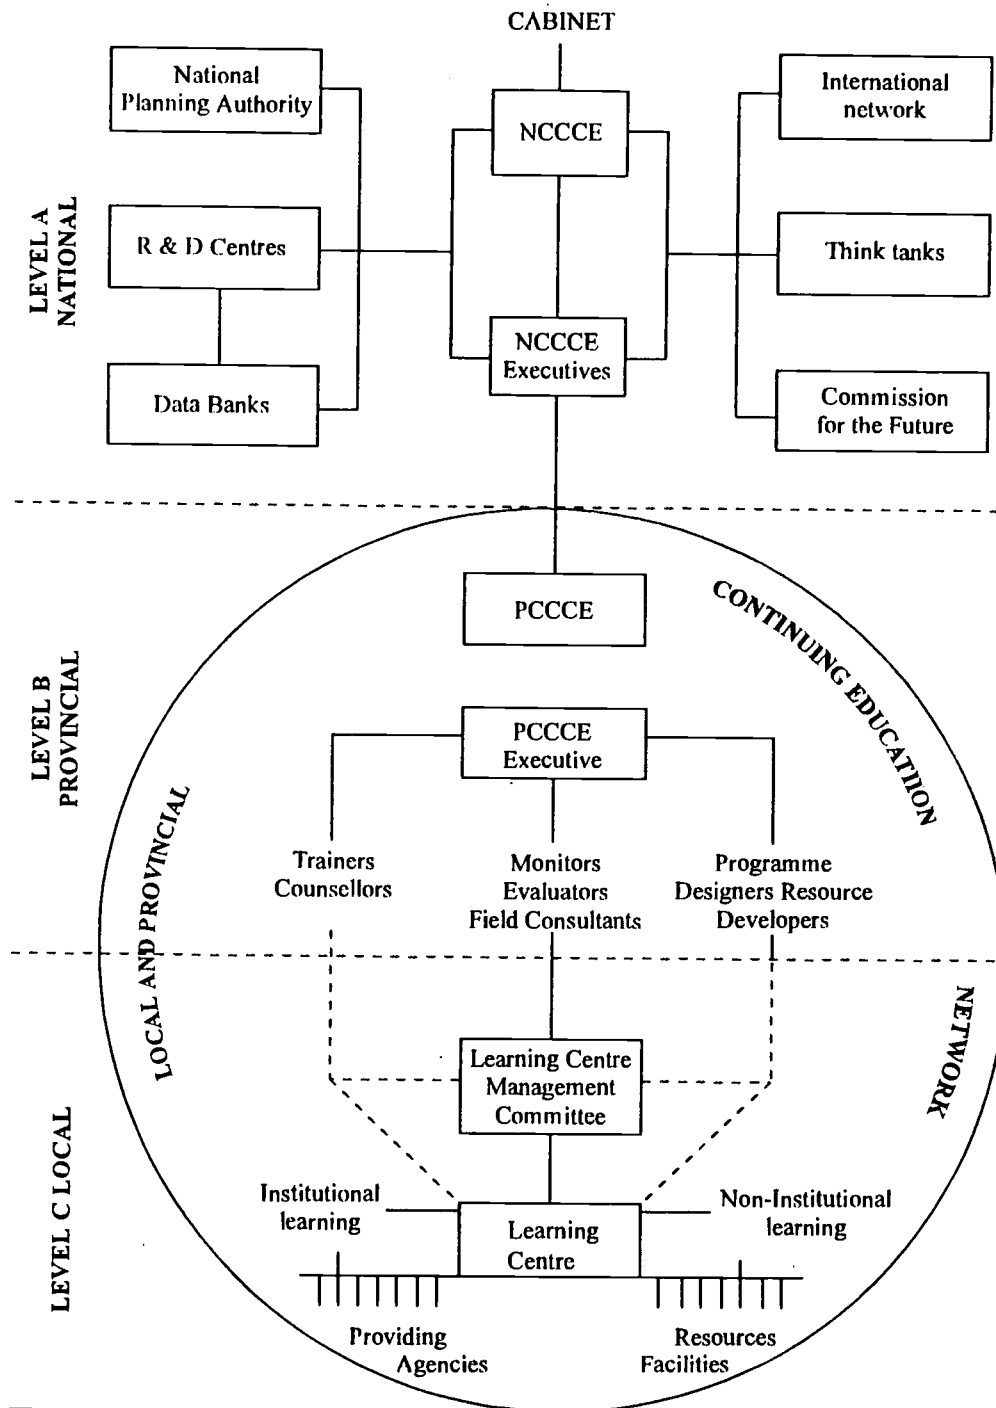 CABINET
National
Planning Authority
NCCCE
International
network
LEVEL A
NATIONAL
R & D Centres
Think tanks
NCCCE
Executives
Data Banks
Commission
for the Future
PCCCE
CONTINUING EDUCATION
LEVEL B
PROVINCIAL
PCCCE
Executive
LOCAL AND PROVINCIAL
Trainers
Counsellors
Monitors
Evaluators
Field Consultants
Programme
Designers Resource
Developers
NETWORK
Learning Centre
Management
Committee
LEVEL C LOCAL
Institutional
learning
Learning
Centre
Non-Institutional
learning
Providing
Agencies
Resources
Facilities